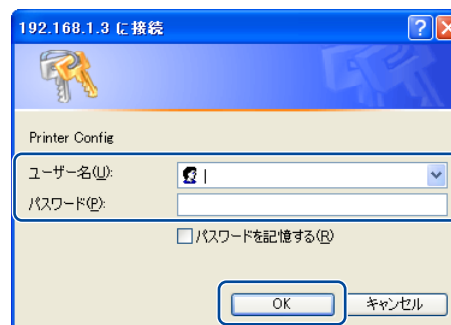 192.168.1.3 に接続
Printer Config
ユーザー名(U):
パスワード(P):
パスワードを記憶する(R)
OK
キャンセル